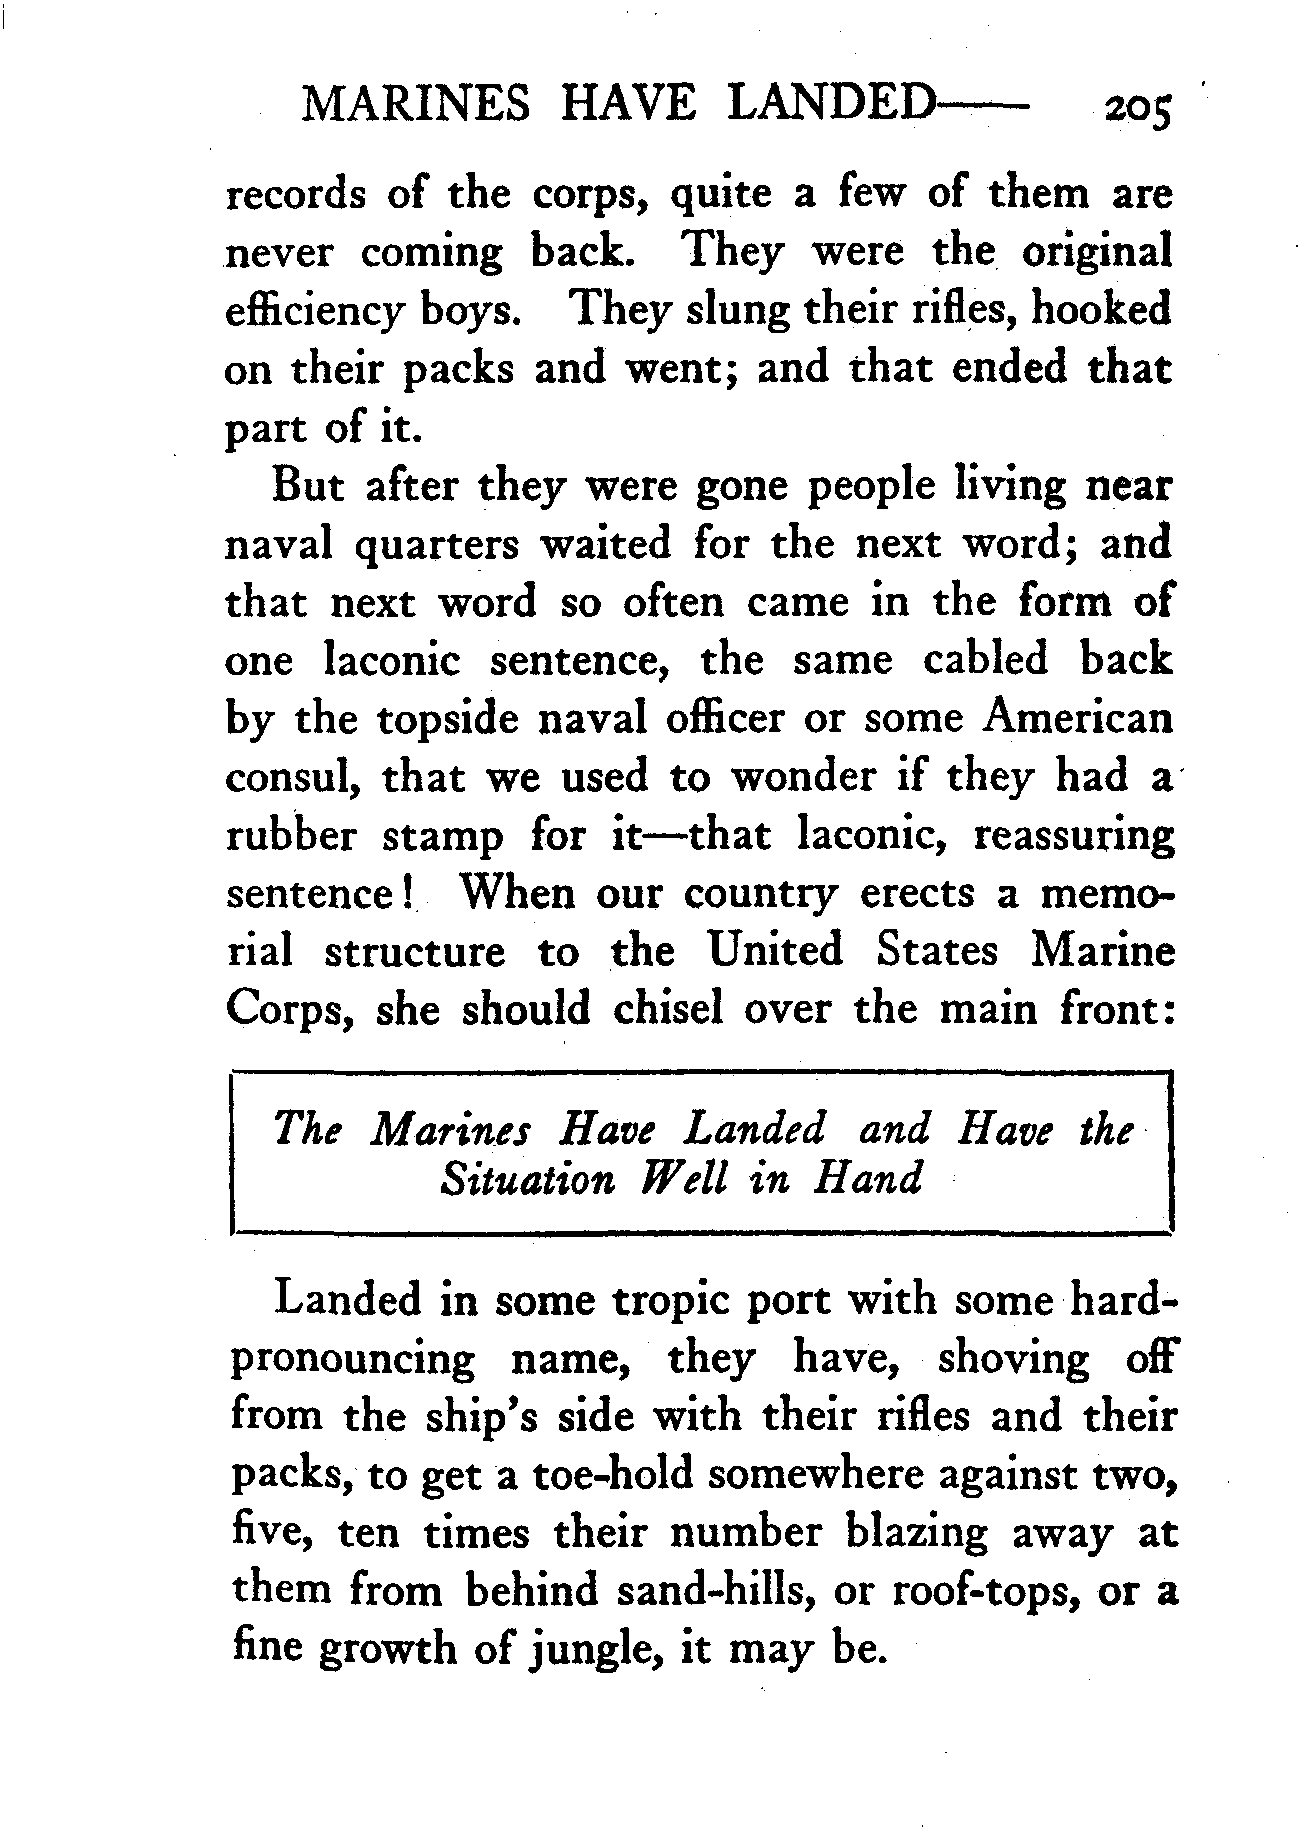 MARINES HAVE LANDED—— 205
records of the corps, quite a few of them are
never coming back. They were the original
efficiency boys. They slung their rifles, hooked
on their packs and went; and that ended that
part of it.
But after they were gone people living near
naval quarters waited for the next word; and
that next word so often came in the form of
one laconic sentence, the same cabled back
by the topside naval officer or some American
consul, that we used to wonder if they had a
rubber stamp for it—that laconic, reassuring
sentence! When our country erects a memo-
rial structure to the United States Marine
Corps, she should chisel over the main front:
The Marines Have Landed and Have the
Situation Well in Hand
Landed in some tropic port with some hard-
pronouncing name, they have, shoving off
from the ship's side with their rifles and their
packs, to get a toe-hold somewhere against two,
five, ten times their number blazing away at
them from behind sand-hills, or roof-tops, or a
fine growth of jungle, it may be.